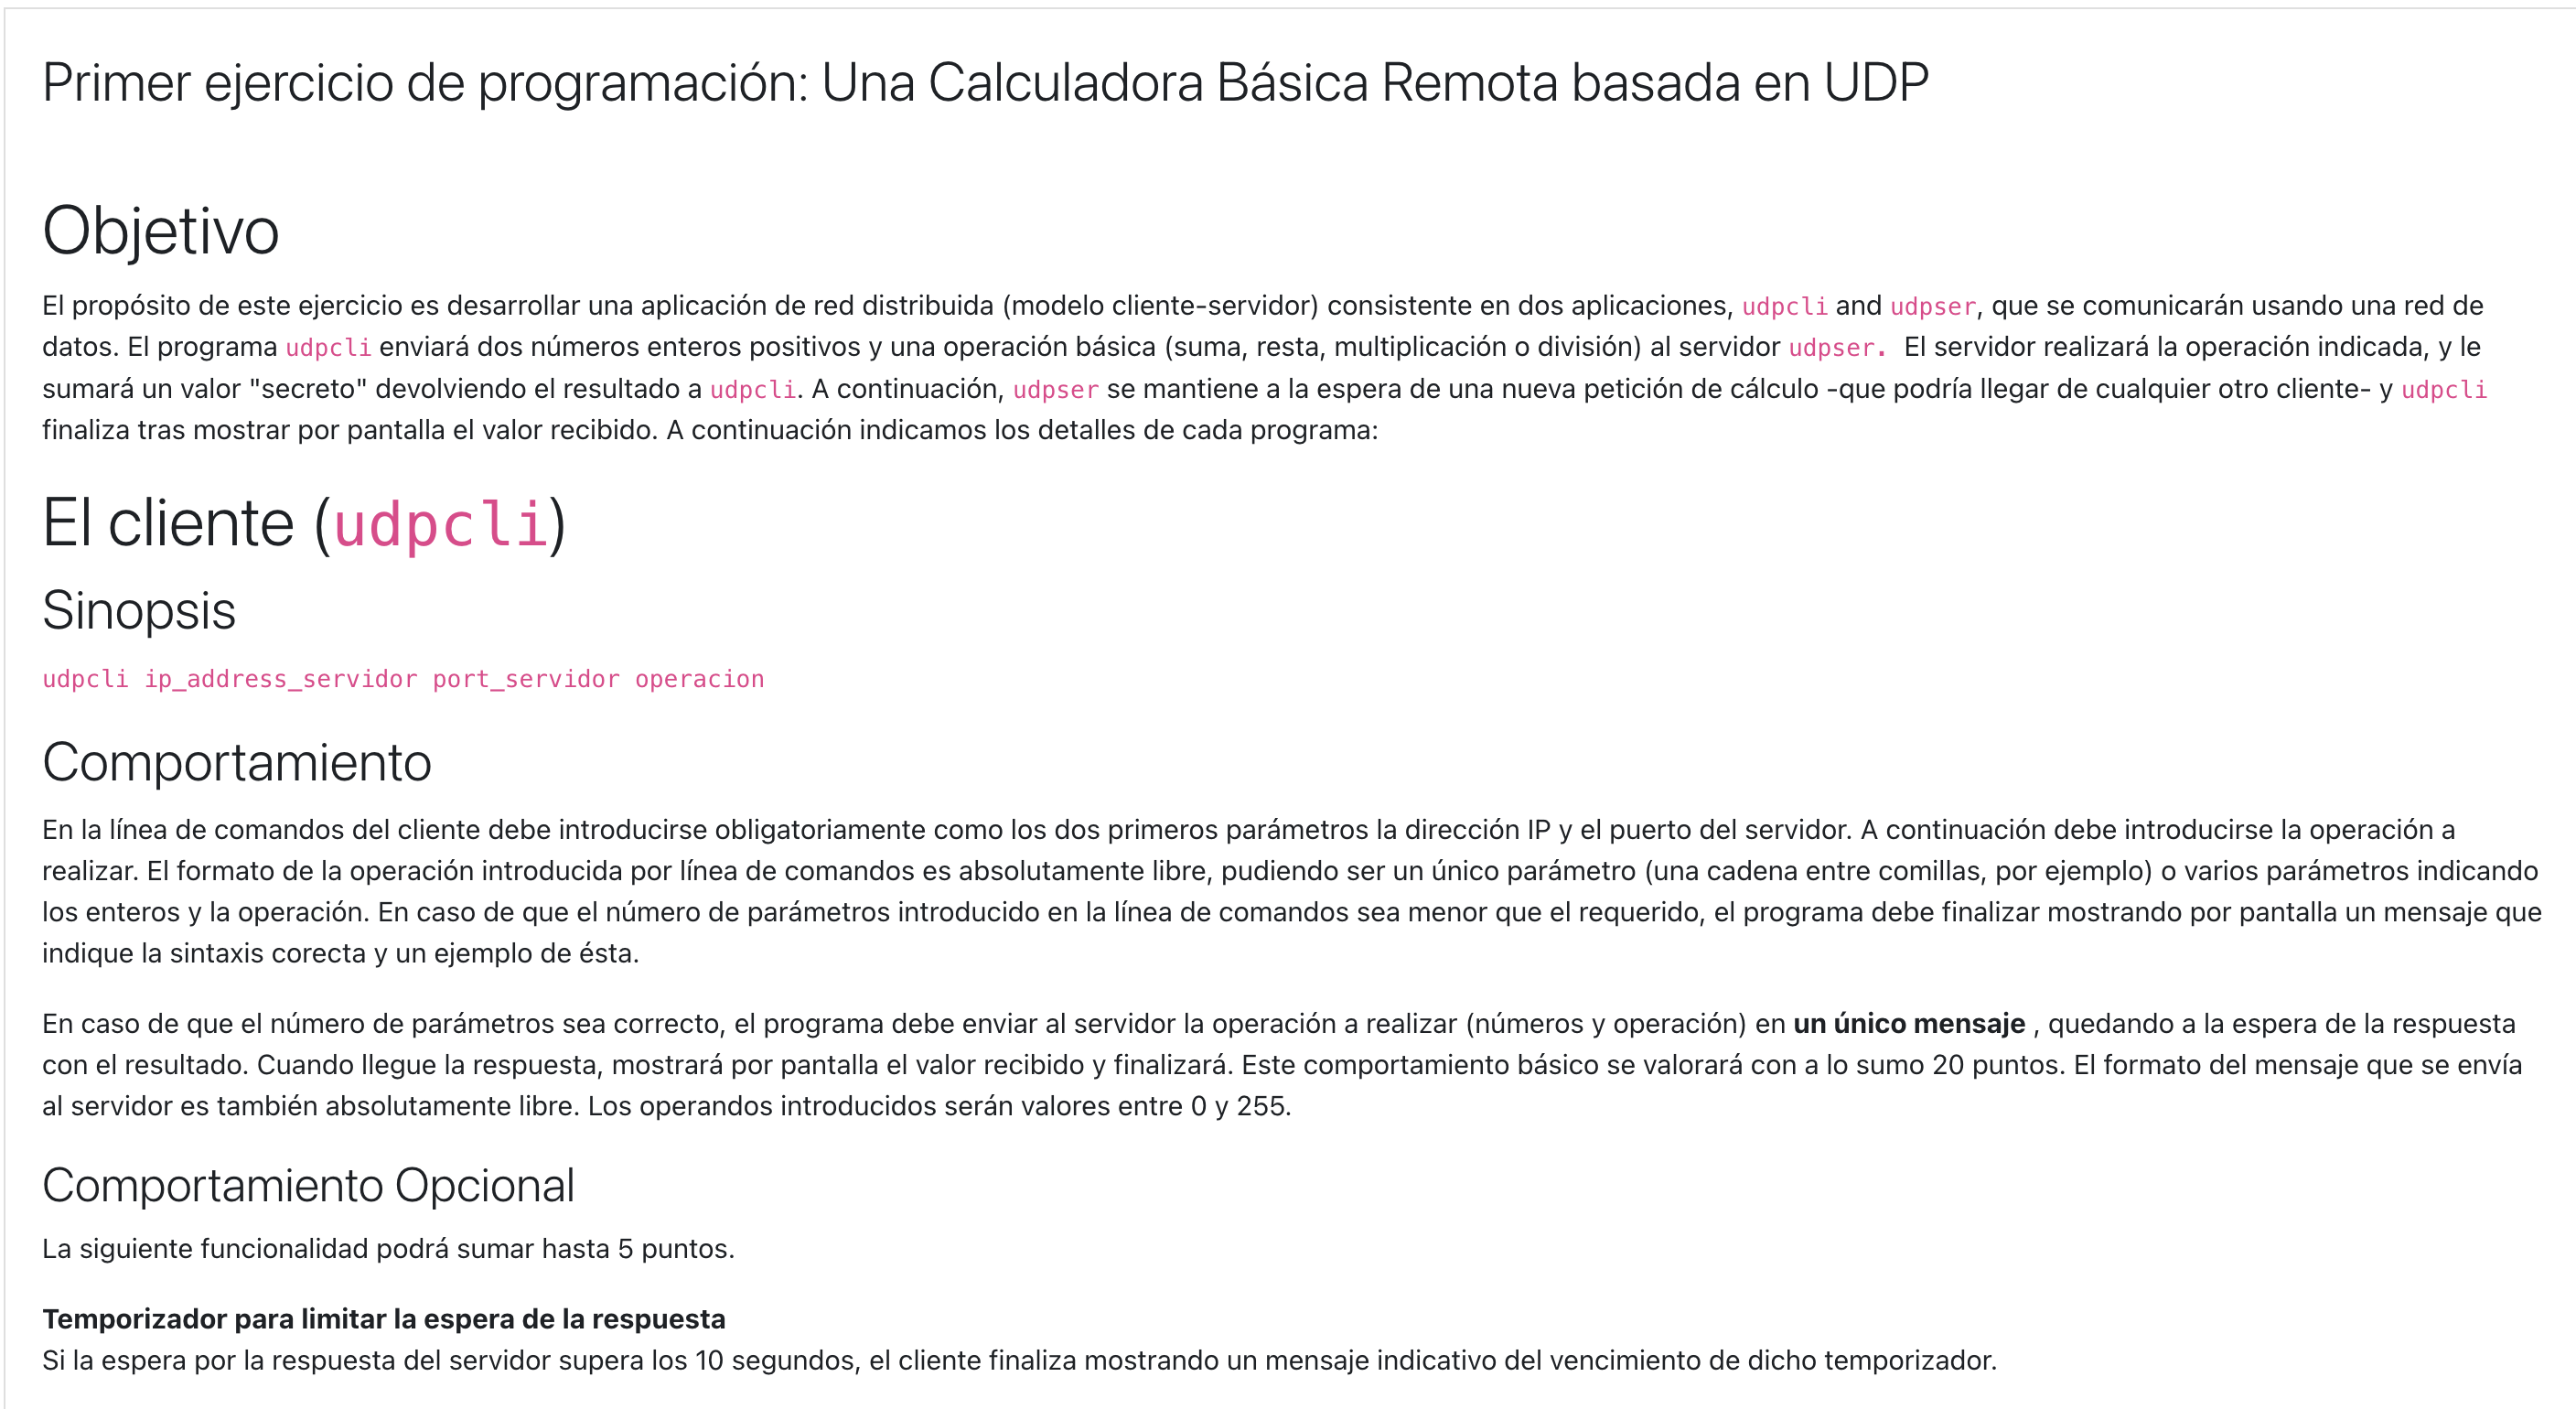 Primer ejercicio de programación: Una Calculadora Básica Remota basada en UDP
Objetivo
El propósito de este ejercicio es desarrollar una aplicación de red distribuida (modelo cliente-servidor) consistente en dos aplicaciones, udpcli and udpser, que se comunicarán usando una red de
datos. El programa udpcli enviará dos números enteros positivos y una operación básica (suma, resta, multiplicación o división) al servidor udpser. El servidor realizará la operación indicada, y le
sumará un valor "secreto" devolviendo el resultado a udpcli. A continuación, udpser se mantiene a la espera de una nueva petición de cálculo -que podría llegar de cualquier otro cliente- y udpcli
finaliza tras mostrar por pantalla el valor recibido. A continuación indicamos los detalles de cada programa:
El cliente (udpcli)
Sinopsis
udpcli ip_address_servidor port_servidor operacion
Comportamiento
En la línea de comandos del cliente debe introducirse obligatoriamente como los dos primeros parámetros la dirección IP y el puerto del servidor. A continuación debe introducirse la operación a
realizar. El formato de la operación introducida por línea de comandos es absolutamente libre, pudiendo ser un único parámetro (una cadena entre comillas, por ejemplo) o varios parámetros indicando
los enteros y la operación. En caso de que el número de parámetros introducido en la línea de comandos sea menor que el requerido, el programa debe finalizar mostrando por pantalla un mensaje que
indique la sintaxis corecta y un ejemplo de ésta.
En caso de que el número de parámetros sea correcto, el programa debe enviar al servidor la operación a realizar (números y operación) en un único mensaje , quedando a la espera de la respuesta
con el resultado. Cuando llegue la respuesta, mostrará por pantalla el valor recibido y finalizará. Este comportamiento básico se valorará con a lo sumo 20 puntos. El formato del mensaje que se envía
al servidor es también absolutamente libre. Los operandos introducidos serán valores entre 0 y 255.
Comportamiento Opcional
La siguiente funcionalidad podrá sumar hasta 5 puntos.
Temporizador para limitar la espera de la respuesta
Si la espera por la respuesta del servidor supera los 10 segundos, el cliente finaliza mostrando un mensaje indicativo del vencimiento de dicho temporizador.